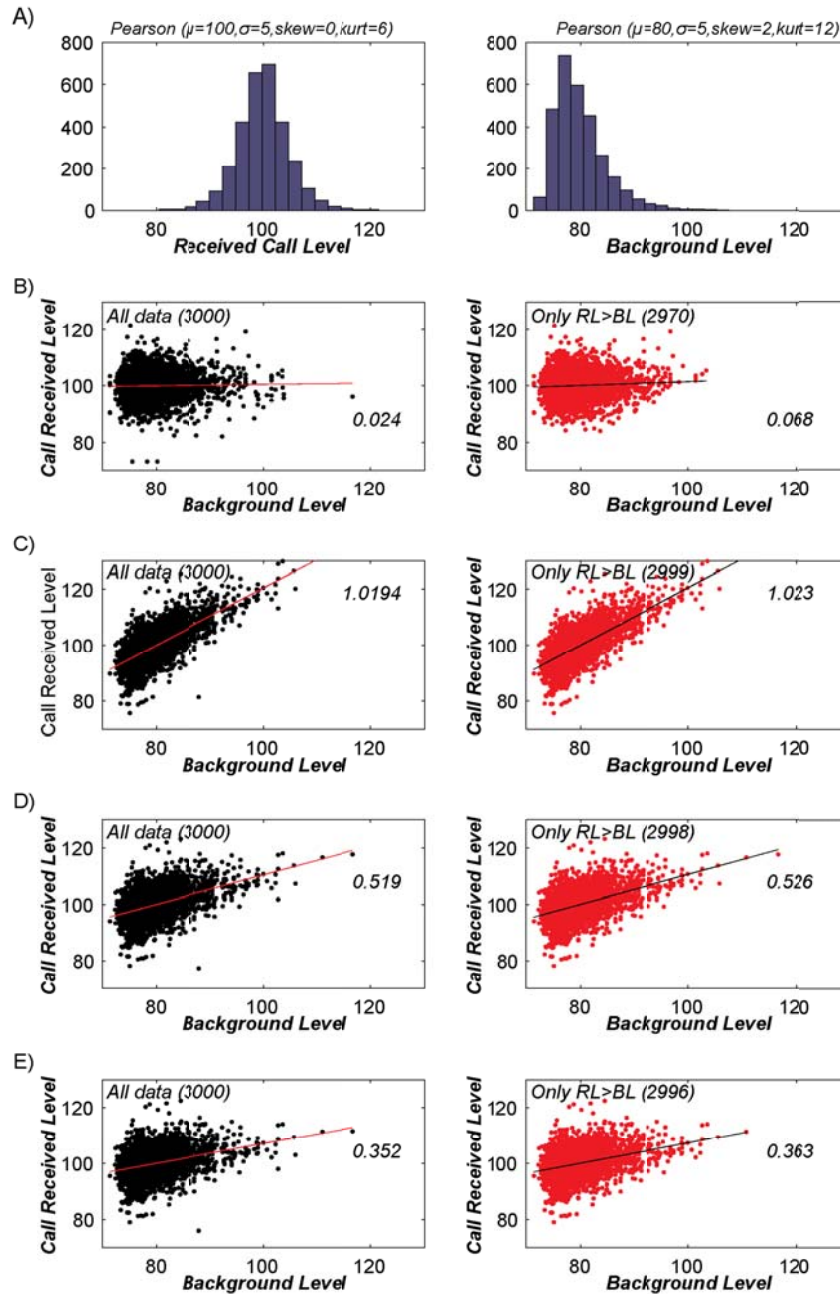 A)
Pearson (μ=100,σ=5,skew=0,kurt=6)
Pearson (μ=80,σ=5,skew=2,kurt=12)
800
600
400
200
0
80 100 120
Received Call Level
800
600
400
200
0
80 100 120
Background Level
B)
All data (3000)
Call Received Level
120
100
80
0.024
80 100 120
Background Level
Only RL>BL (2970)
Call Received Level
120
100
80
0.068
80 100 120
Background Level
C)
All data (3000)
Call Received Level
120
100
80
1.0194
80 100 120
Background Level
Only RL>BL (2999)
Call Received Level
120
100
80
1.023
80 100 120
Background Level
D)
All data (3000)
Call Received Level
120
100
80
0.519
80 100 120
Background Level
Only RL>BL (2998)
Call Received Level
120
100
80
0.526
80 100 120
Background Level
E)
All data (3000)
Call Received Level
120
100
80
0.352
80 100 120
Background Level
Only RL>BL (2996)
Call Received Level
120
100
80
0.363
80 100 120
Background Level